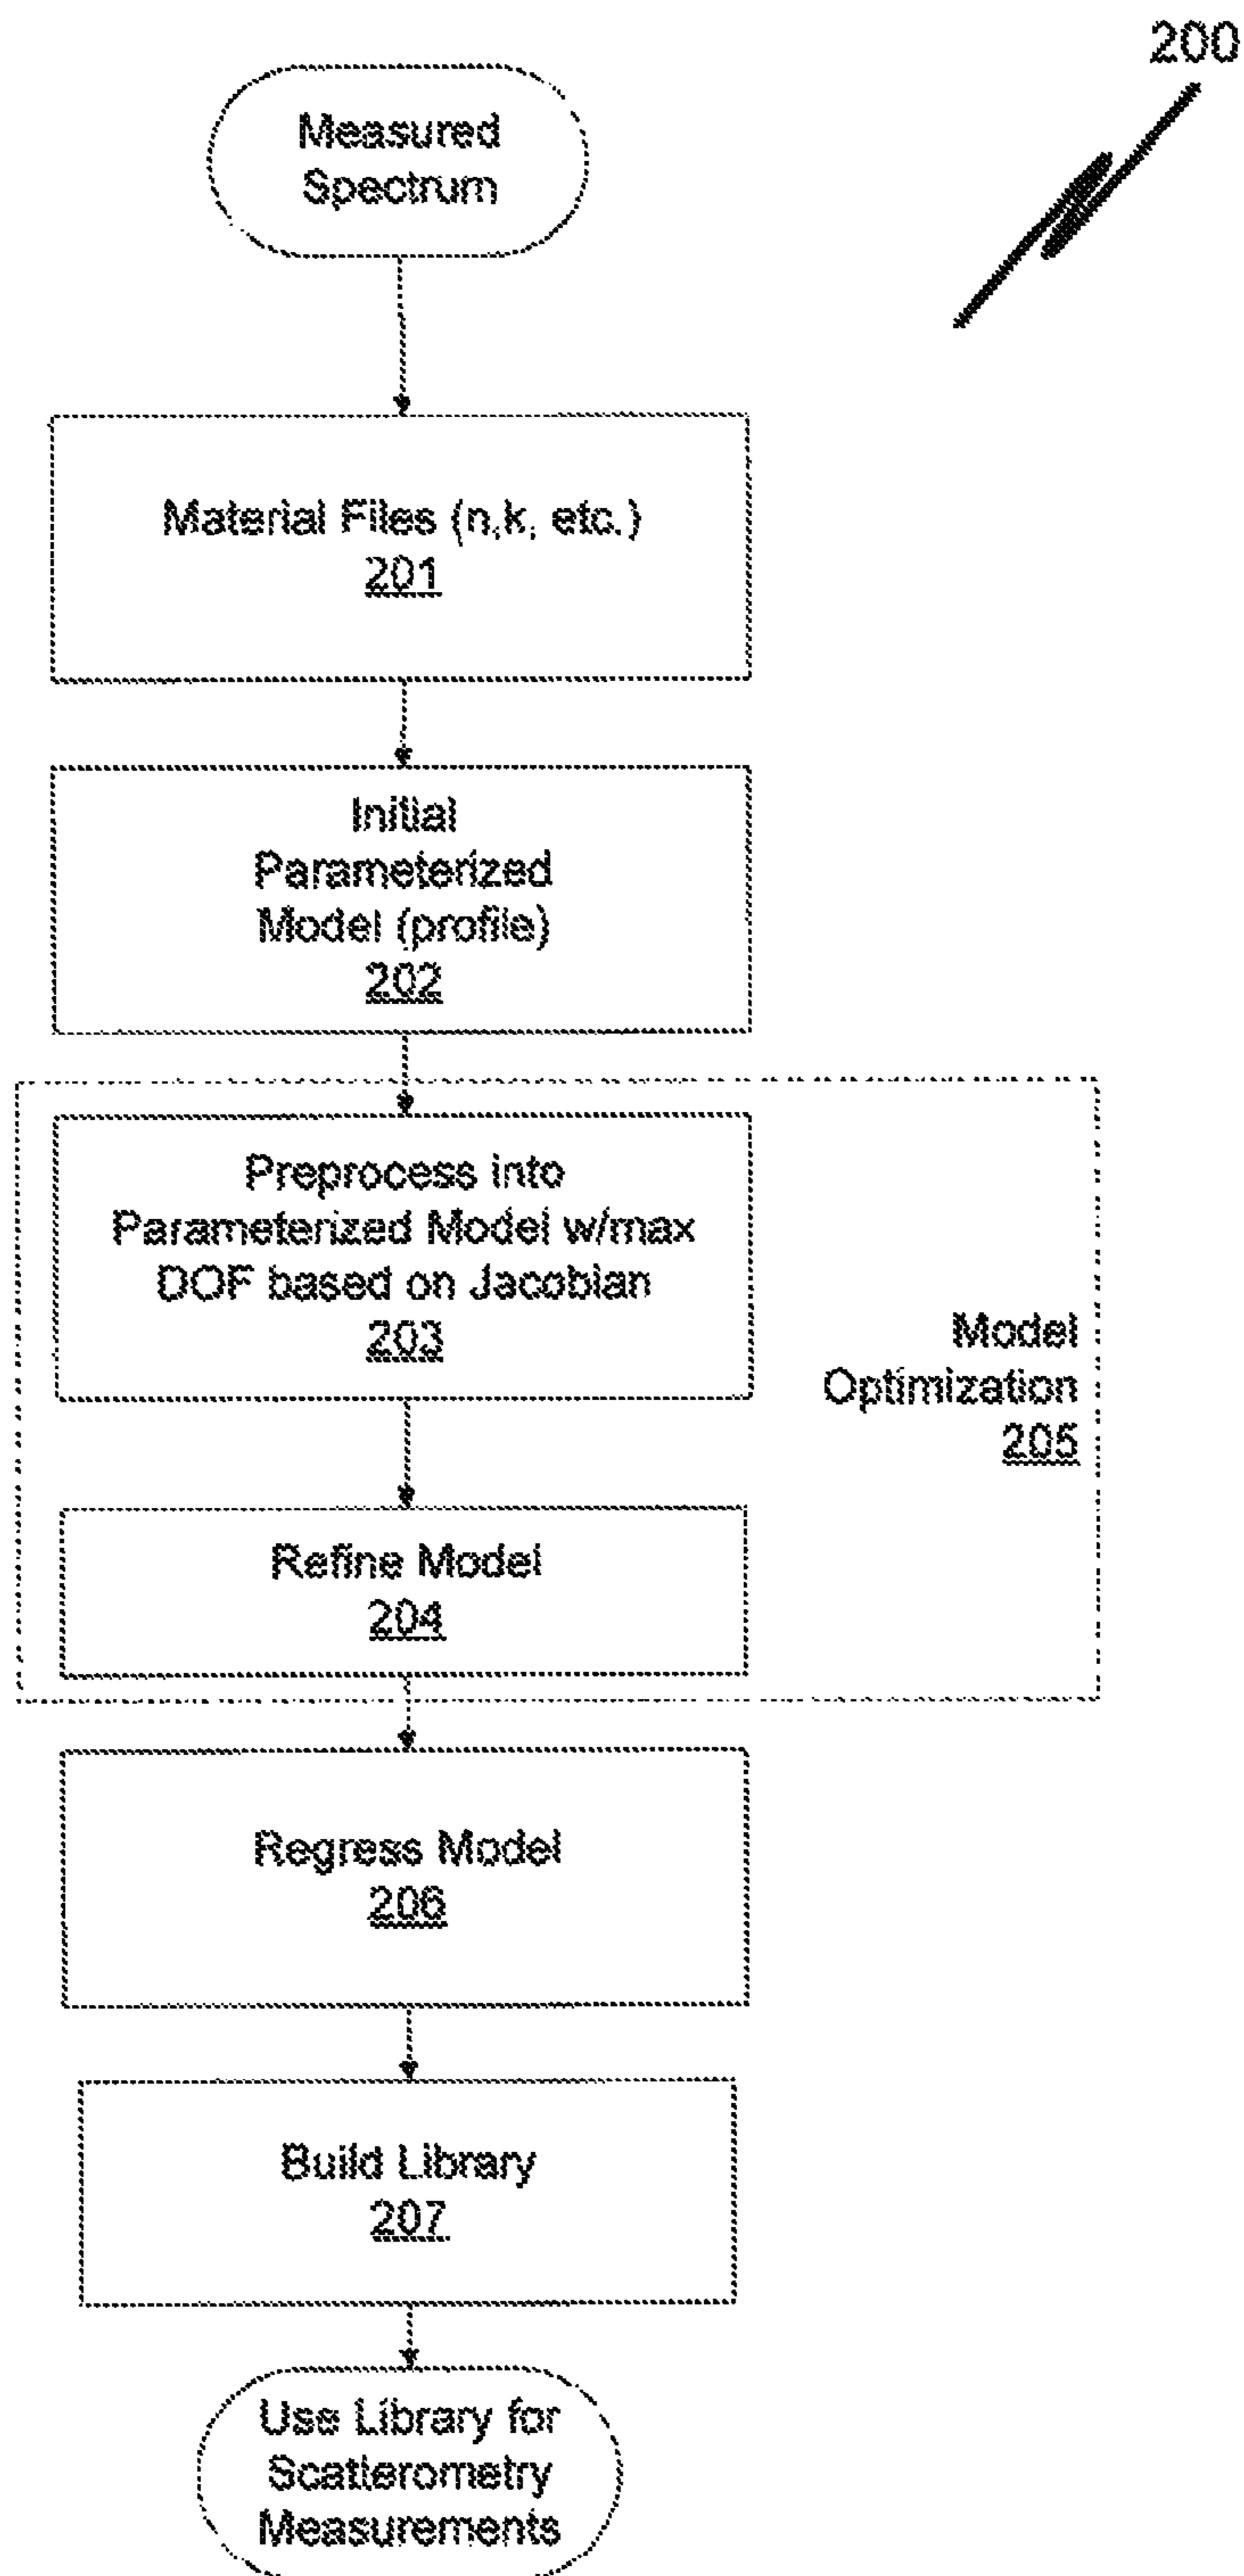 200
Measured
Spectrum
Material Files (n,k, etc.)
201
Initial
Parameterized
Model (profile)
202
Preprocess into
Parameterized Model w/max
DOF based on Jacobian
203
Model
Optimization
205
Refine Model
204
Regress Model
206
Build Library
207
Use Library for
Scatterometry
Measurements